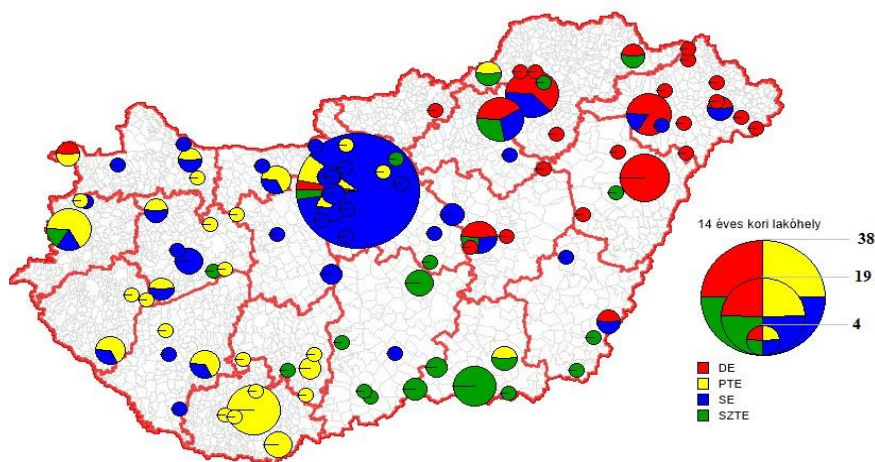 14 éves kori lakóhely
38
19
4
DE
PTE
SE
SZTE